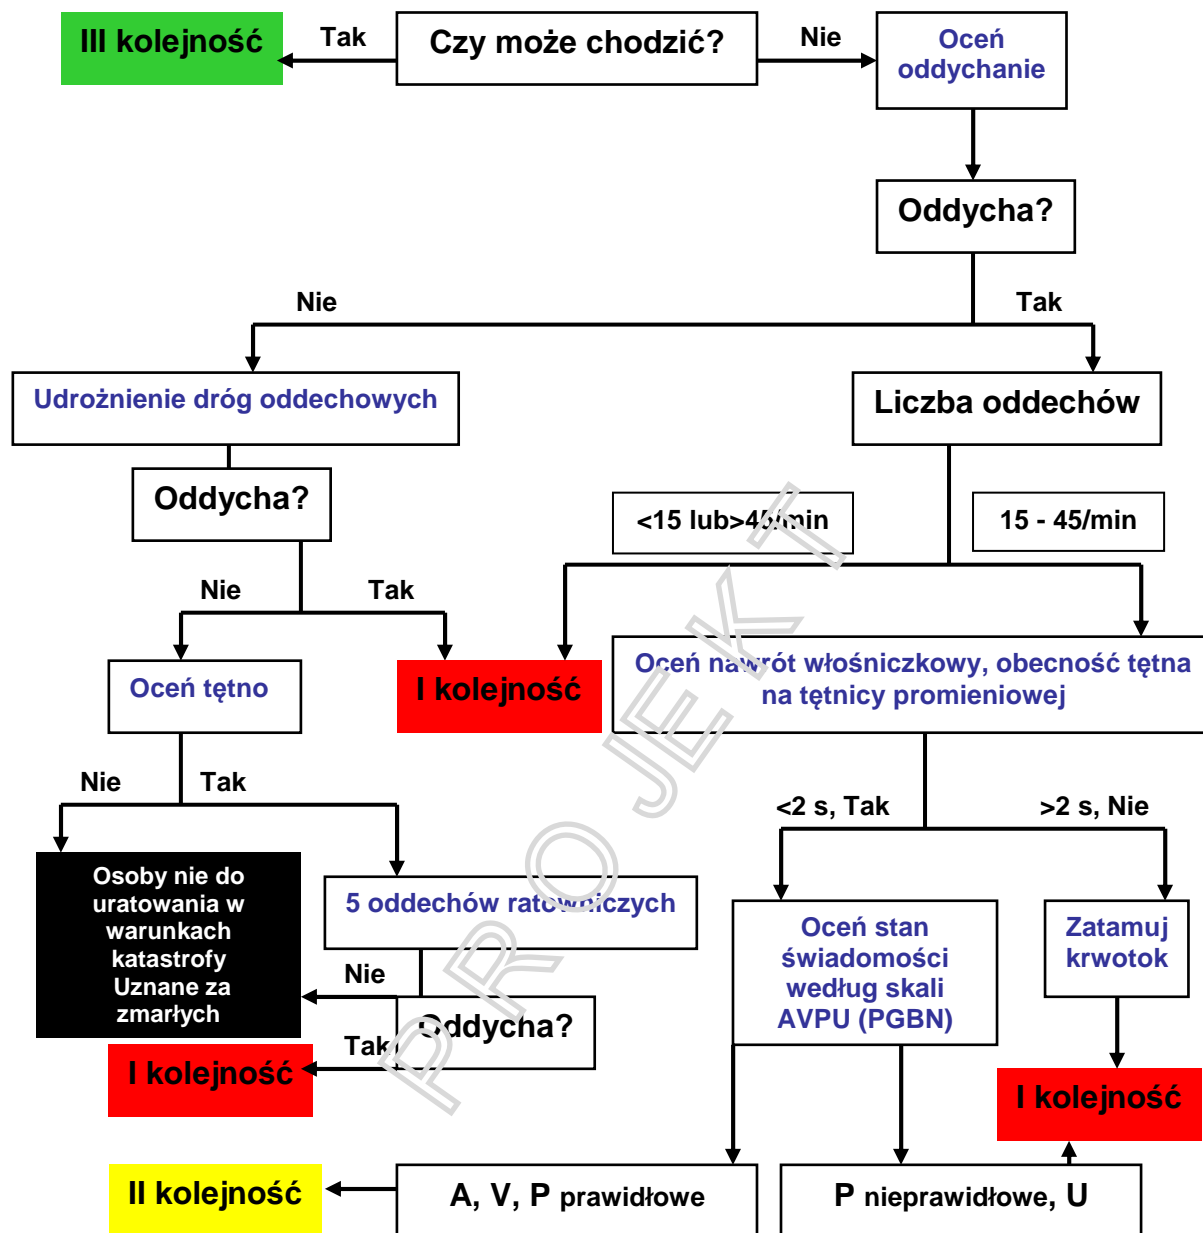 III kolejność
Tak
Czy może chodzić?
Nie
Oceń
oddychanie
Oddycha?
Nie
Tak
Udrożnienie dróg oddechowych
Liczba oddechów
Oddycha?
<15 lub>45/min
15 - 45/min
Nie
Tak
Oceń tętno
I kolejność
Oceń nawrót włośniczkowy, obecność tętna
na tętnicy promieniowej
Nie
Tak
<2 s, Tak
>2 s, Nie
Osoby nie do
uratowania w
warunkach
katastrofy
Uznane za
zmarłych
5 oddechów ratowniczych
Oceń stan
świadomości
według skali
AVPU (PGBN)
Zatamuj
krwotok
Nie
Oddycha?
Tak
I kolejność
I kolejność
II kolejność
A, V, P prawidłowe
P nieprawidłowe, U
PROJEKT